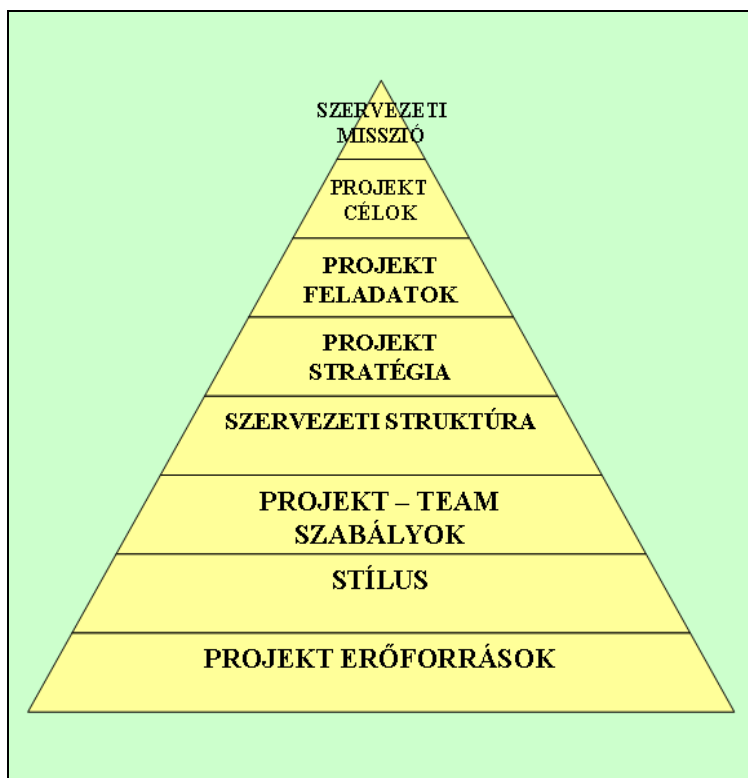 SZERVEZETI
MISSZIÓ
PROJEKT
CÉLOK
PROJEKT
FELADATOK
PROJEKT
STRATÉGIA
SZERVEZETI STRUKTÚRA
PROJEKT – TEAM
SZABÁLYOK
STÍLUS
PROJEKT ERŐFORRÁSOK